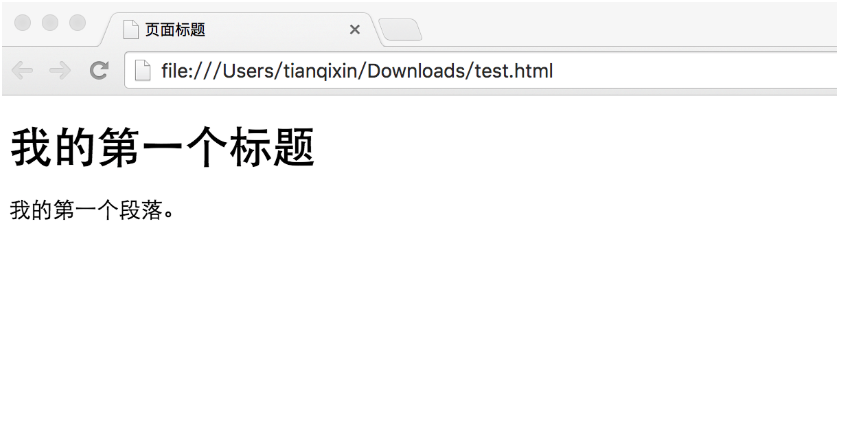 页面标题
file:///Users/tianqixin/Downloads/test.html
我的第一个标题
我的第一个段落。